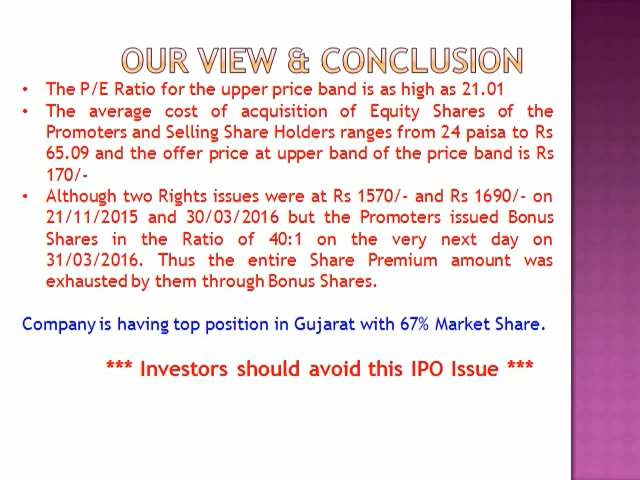 OUR VIEW & CONCLUSION
• The P/E Ratio for the upper price band is as high as 21.01
• The average cost of acquisition of Equity Shares of the
Promoters and Selling Share Holders ranges from 24 paisa to Rs
65.09 and the offer price at upper band of the price band is Rs
170/-
• Although two Rights issues were at Rs 1570/- and Rs 1690/- on
21/11/2015 and 30/03/2016 but the Promoters issued Bonus
Shares in the Ratio of 40:1 on the very next day on
31/03/2016. Thus the entire Share Premium amount was
exhausted by them through Bonus Shares.
Company is having top position in Gujarat with 67% Market Share.
*** Investors should avoid this IPO Issue ***